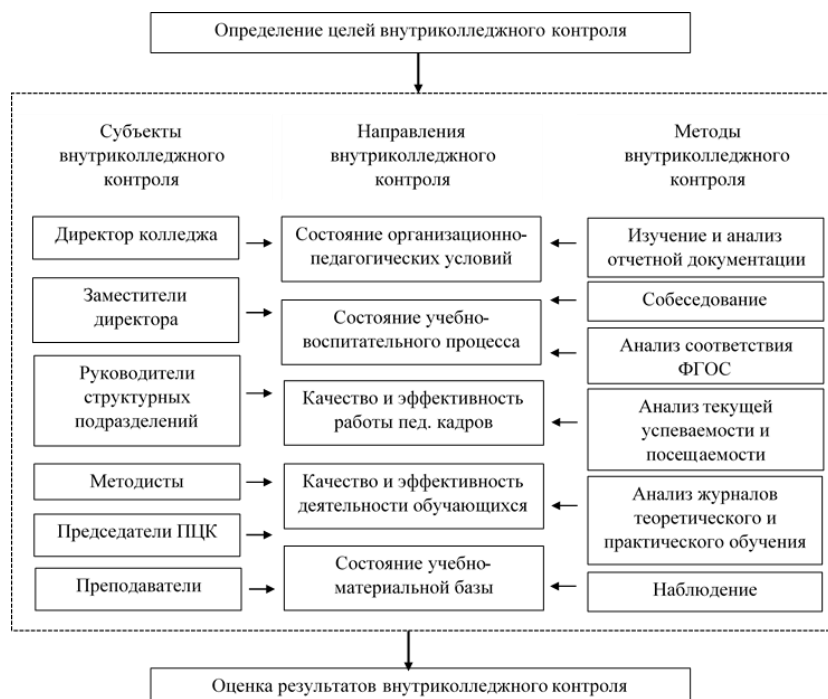 Определение целей внутриколледжного контроля
Субъекты
внутриколледжного
контроля
Директор колледжа
Заместители
директора
Руководители
структурных
подразделений
Методисты
Председатели ПЦК
Преподаватели
Направления
внутриколледжного
контроля
Состояние организационно-
педагогических условий
Состояние учебно-
воспитательного процесса
Качество и эффективность
работы пед. кадров
Качество и эффективность
деятельности обучающихся
Состояние учебно-
материальной базы
Методы
внутриколледжного
контроля
Изучение и анализ
отчетной документации
Собеседование
Анализ соответствия
ФГОС
Анализ текущей
успеваемости и
посещаемости
Анализ журналов
теоретического и
практического обучения
Наблюдение
Оценка результатов внутриколледжного контроля